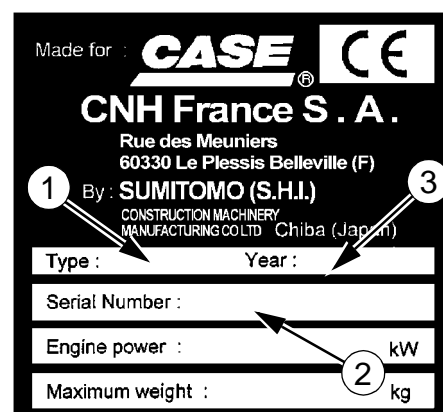 Made for : CASE ® CE
CNH France S . A .
Rue des Meuniers
60330 Le Plessis Belleville (F)
1 3
By : SUMITOMO (S.H.I.)
CONSTRUCTION MACHINERY
MANUFACTURING CO LTD Chiba (Japan)
Type : Year :
Serial Number :
Engine power : kW
2
Maximum weight : kg